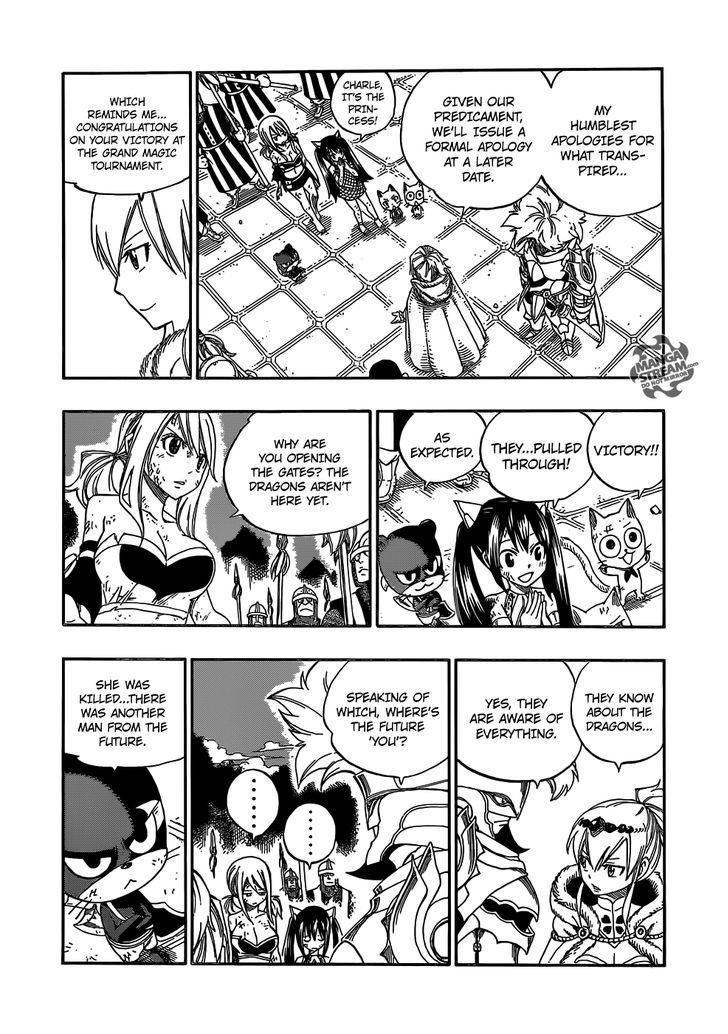 MY
HUMBLEST
APOLOGIES FOR
WHAT TRANS-
PIRED...
GIVEN OUR
PREDICAMENT,
WE'LL ISSUE A
FORMAL APOLOGY
AT A LATER
DATE.
CHARLE,
IT'S THE
PRIN-
CESS!
WHICH
REMINDS ME...
CONGRATULATIONS
ON YOUR VICTORY AT
THE GRAND MAGIC
TOURNAMENT.
MANGA
STREAM.com
DO NOT MIRROR
VICTORY!!
THEY...PULLED
THROUGH!
AS
EXPECTED.
WHY ARE
YOU OPENING
THE GATES? THE
DRAGONS AREN'T
HERE YET.
THEY KNOW
ABOUT THE
DRAGONS...
YES, THEY
ARE AWARE OF
EVERYTHING.
SPEAKING OF
WHICH, WHERE'S
THE FUTURE
'YOU'?
......
......
SHE WAS
KILLED...THERE
WAS ANOTHER
MAN FROM THE
FUTURE.